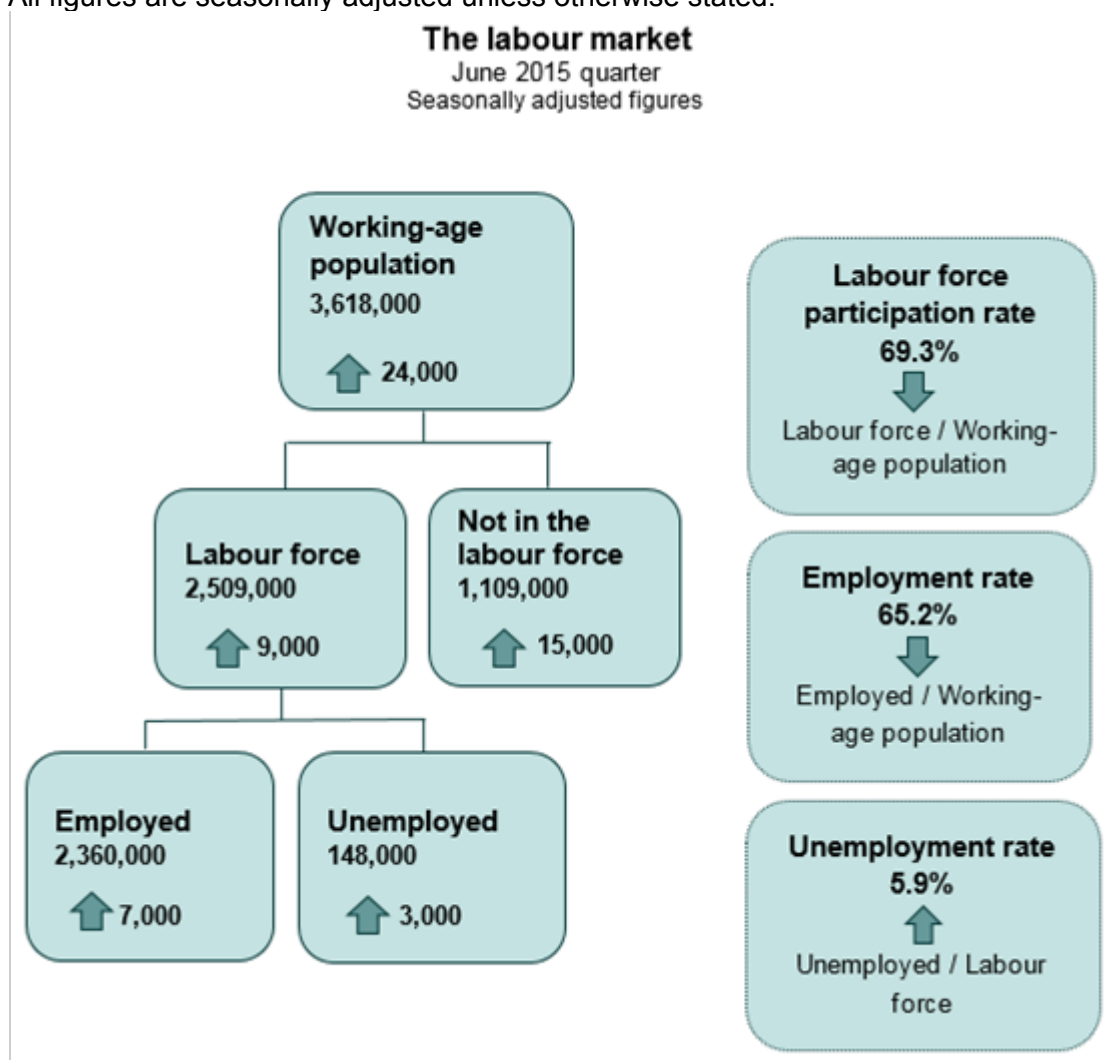 All figures are seasonally adjusted unless otherwise stated.
The labour market
June 2015 quarter
Seasonally adjusted figures
Working-age
population
3,618,000
24,000
Labour force
2,509,000
9,000
Not in the
labour force
1,109,000
15,000
Employed
2,360,000
7,000
Unemployed
148,000
3,000
Labour force
participation rate
69.3%
Labour force / Working-
age population
Employment rate
65.2%
Employed / Working-
age population
Unemployment rate
5.9%
Unemployed / Labour
force